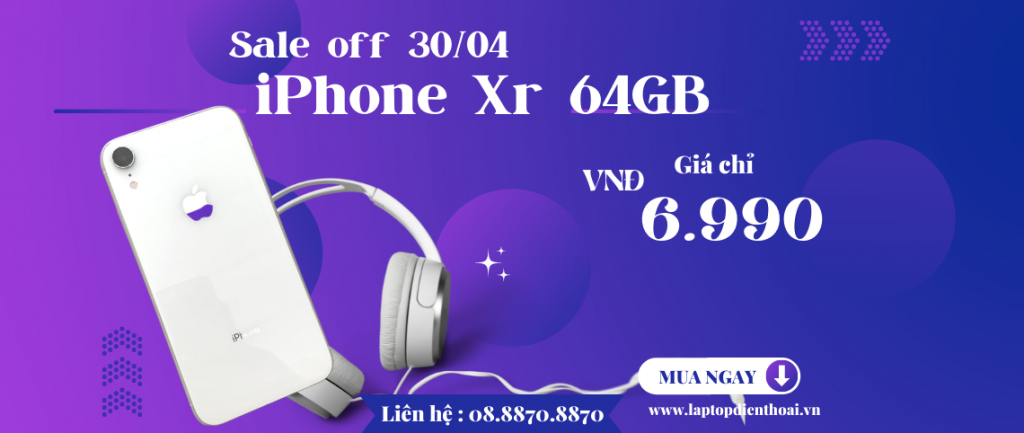 Sale off 30/04
iPhone Xr 64GB
Giá chỉ
VNĐ
6.990
MUA NGAY
www.laptopdienthoai.vn
Liên hệ : 08.8870.8870